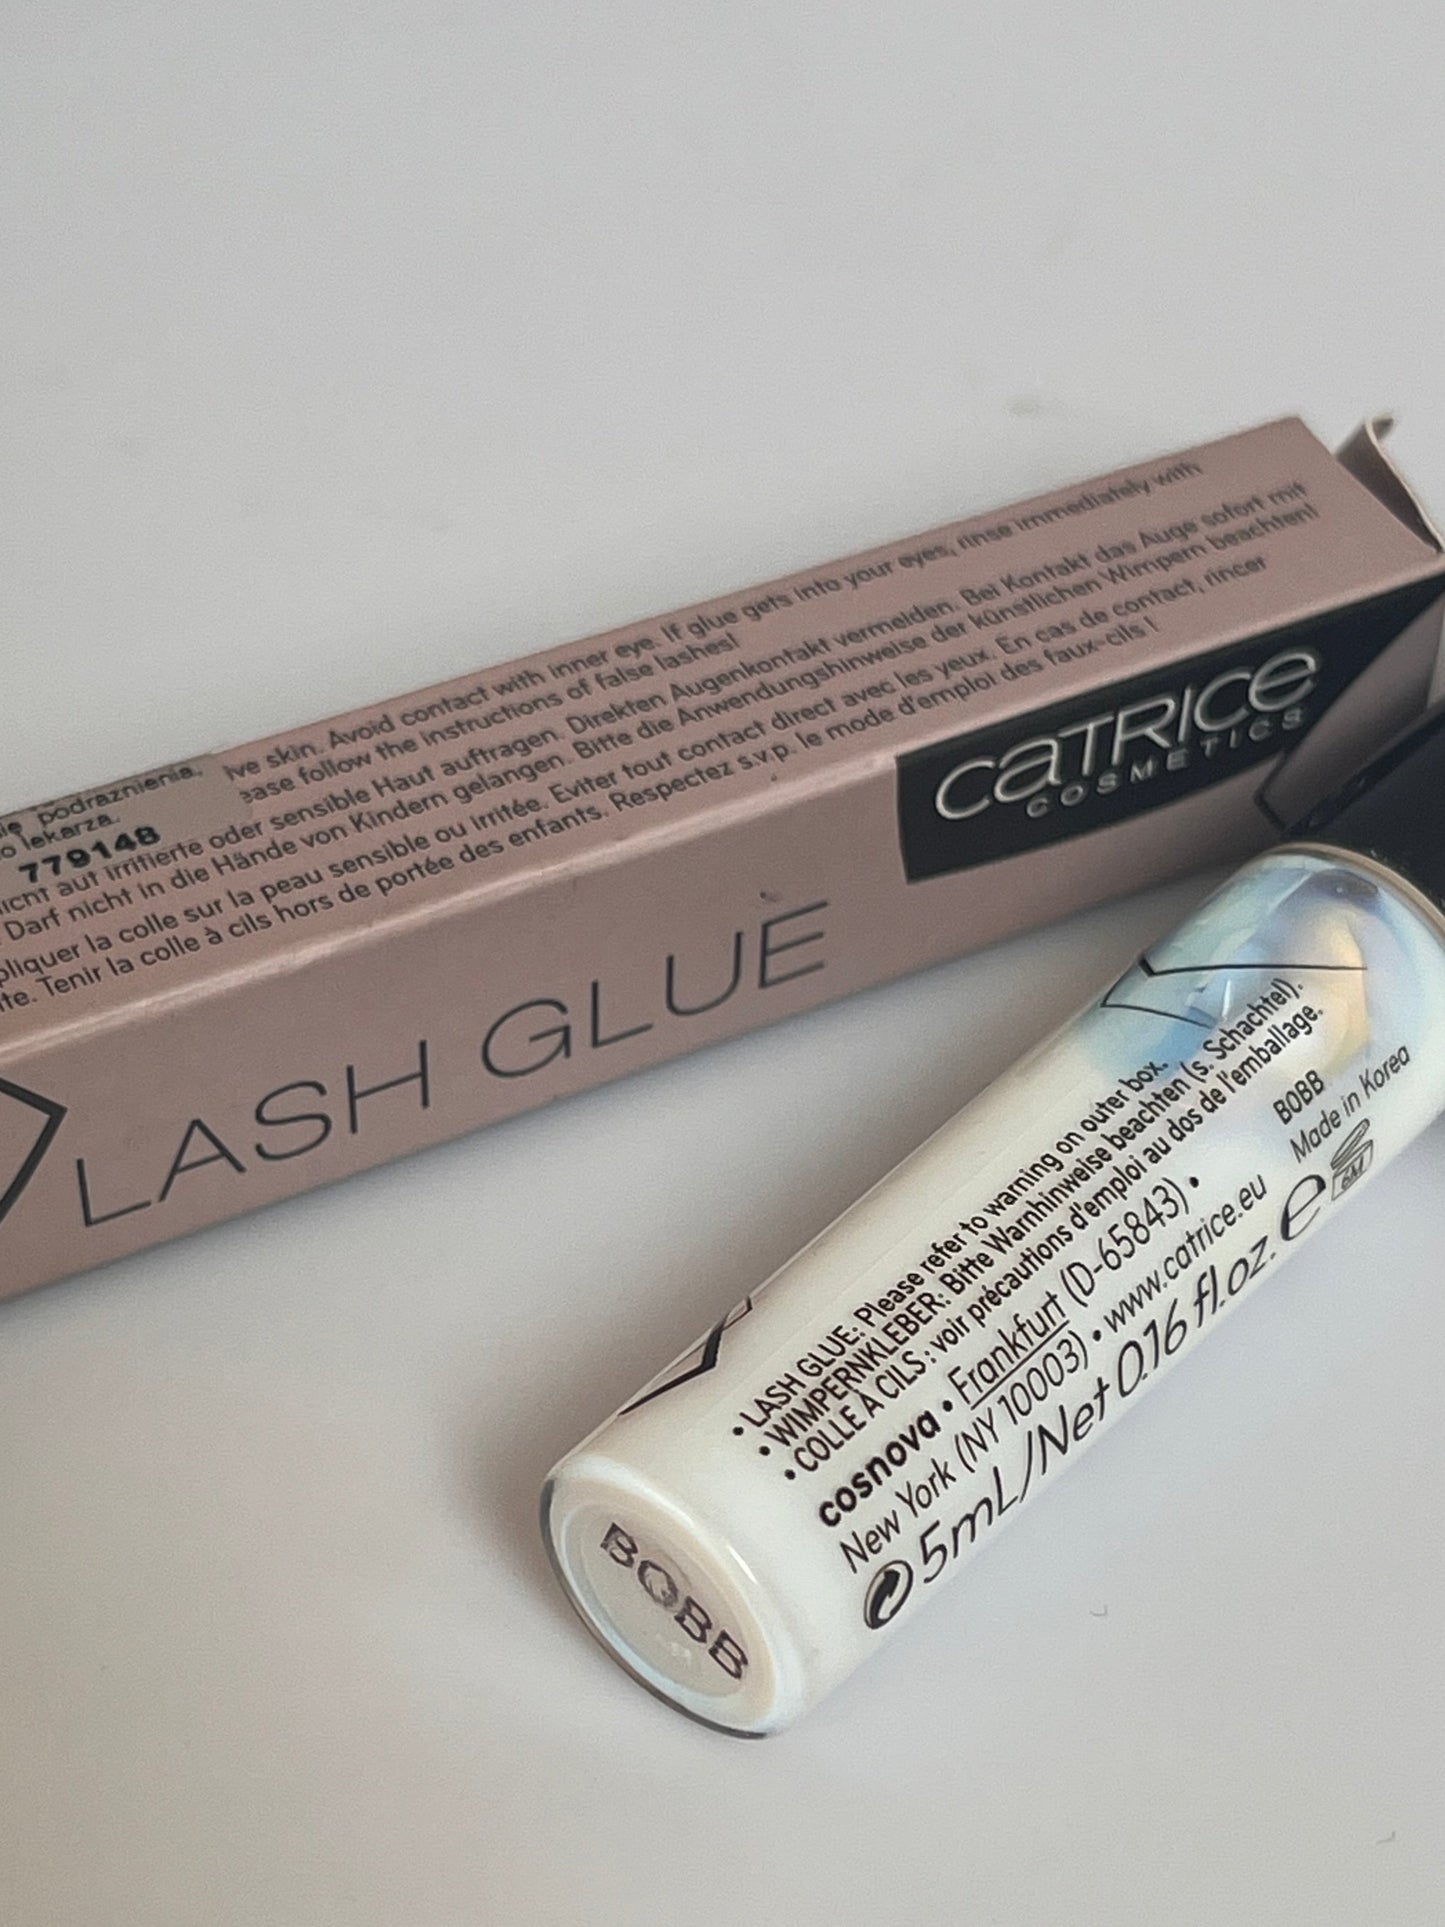 podraznienia,
o lekarza.
779148
ve skin. Avoid contact with inner eye. If glue gets into your eyes, rinse immediately with
ease follow the instructions of false lashes!
nicht auf irritierte oder sensible Haut auftragen. Direkten Augenkontakt vermeiden. Bei Kontakt das Auge sofort mit
Darf nicht in die Hände von Kindern gelangen. Bitte die Anwendungshinweise der künstlichen Wimpern beachten!
pliquer la colle sur la peau sensible ou irritée. Eviter tout contact direct avec les yeux. En cas de contact, rincer
te. Tenir la colle à cils hors de portée des enfants. Respectez s.v.p. le mode d'emploi des faux-cils !
CATRICE
COSMETICS
LASH GLUE
• LASH GLUE: Please refer to warning on outer box.
• WIMPERNKLEBER: Bitte Warnhinweise beachten (s. Schachtel).
• COLLE À CILS : voir précautions d'emploi au dos de l'emballage.
cosnova • Frankfurt (D-65843) •
New York (NY 10003) • www.catrice.eu
5mL/Net 0.16 fl.oz. e
BOBB
Made in Korea
6M
BOBB